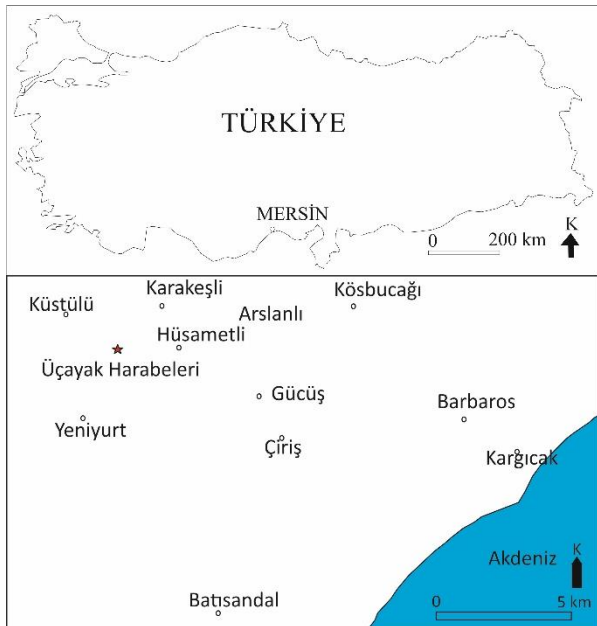 TÜRKİYE
MERSİN
K
0 200 km
Karakeşli
Kösbucağı
Küstülü
Arslanlı
Hüsametli
Üçayak Harabeleri
Gücüş
Barbaros
Yeniyurt
Çiriş
Kargıcak
Akdeniz
K
Batısandal
0 5 km